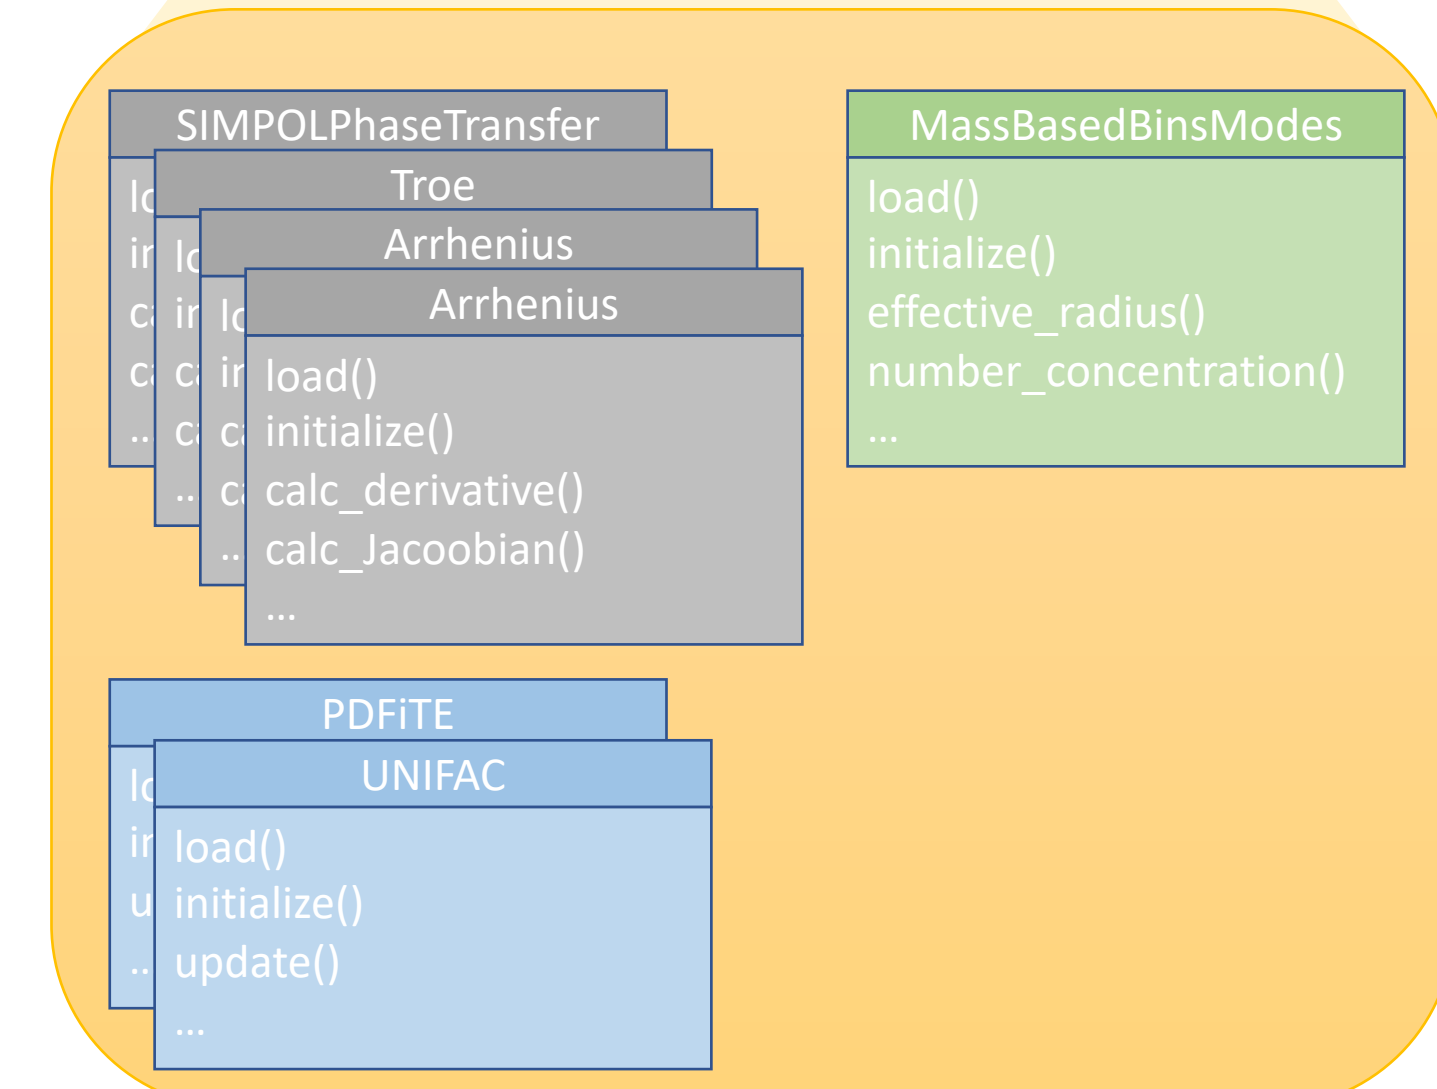 SIMPOLPhaseTransfer
Troe
Arrhenius
Arrhenius
load()
initialize()
calc_derivative()
calc_Jacoobian()
...
MassBasedBinsModes
load()
initialize()
effective_radius()
number_concentration()
...
PDFiTE
UNIFAC
load()
initialize()
update()
...